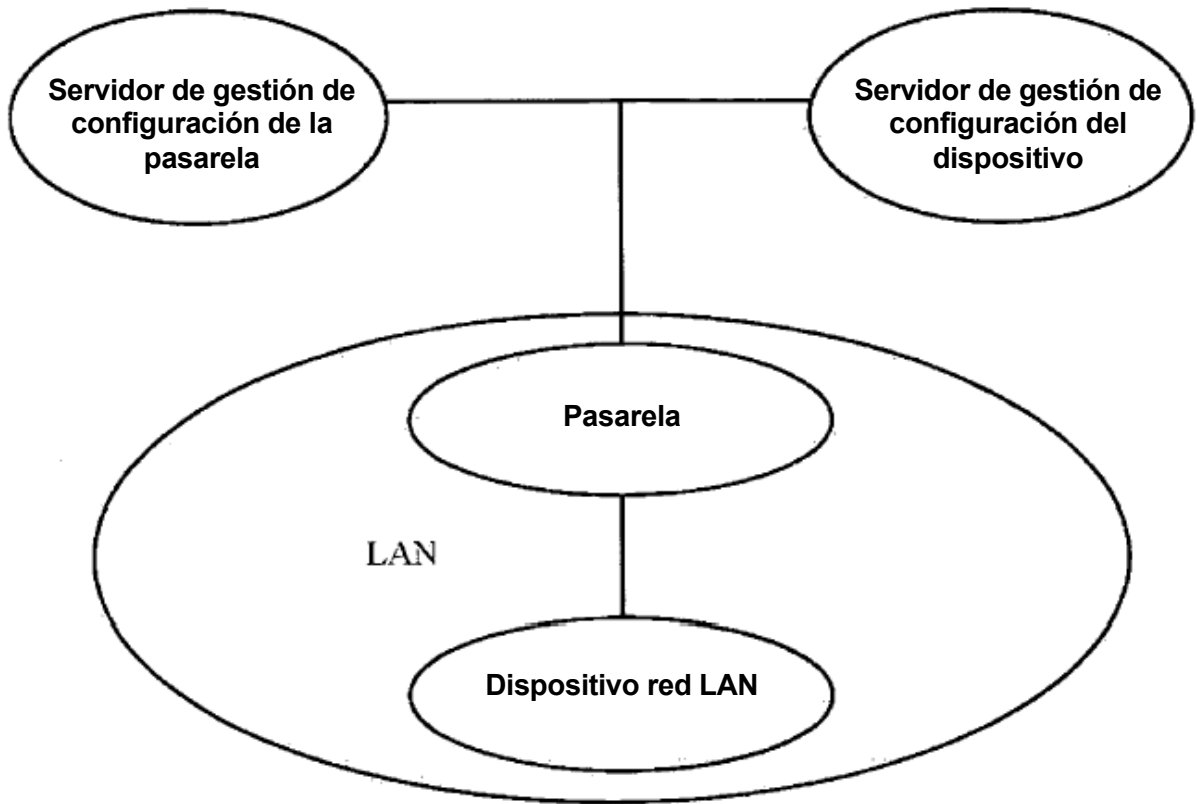 Servidor de gestión de
configuración de la
pasarela
Servidor de gestión de
configuración del
dispositivo
Pasarela
LAN
Dispositivo red LAN